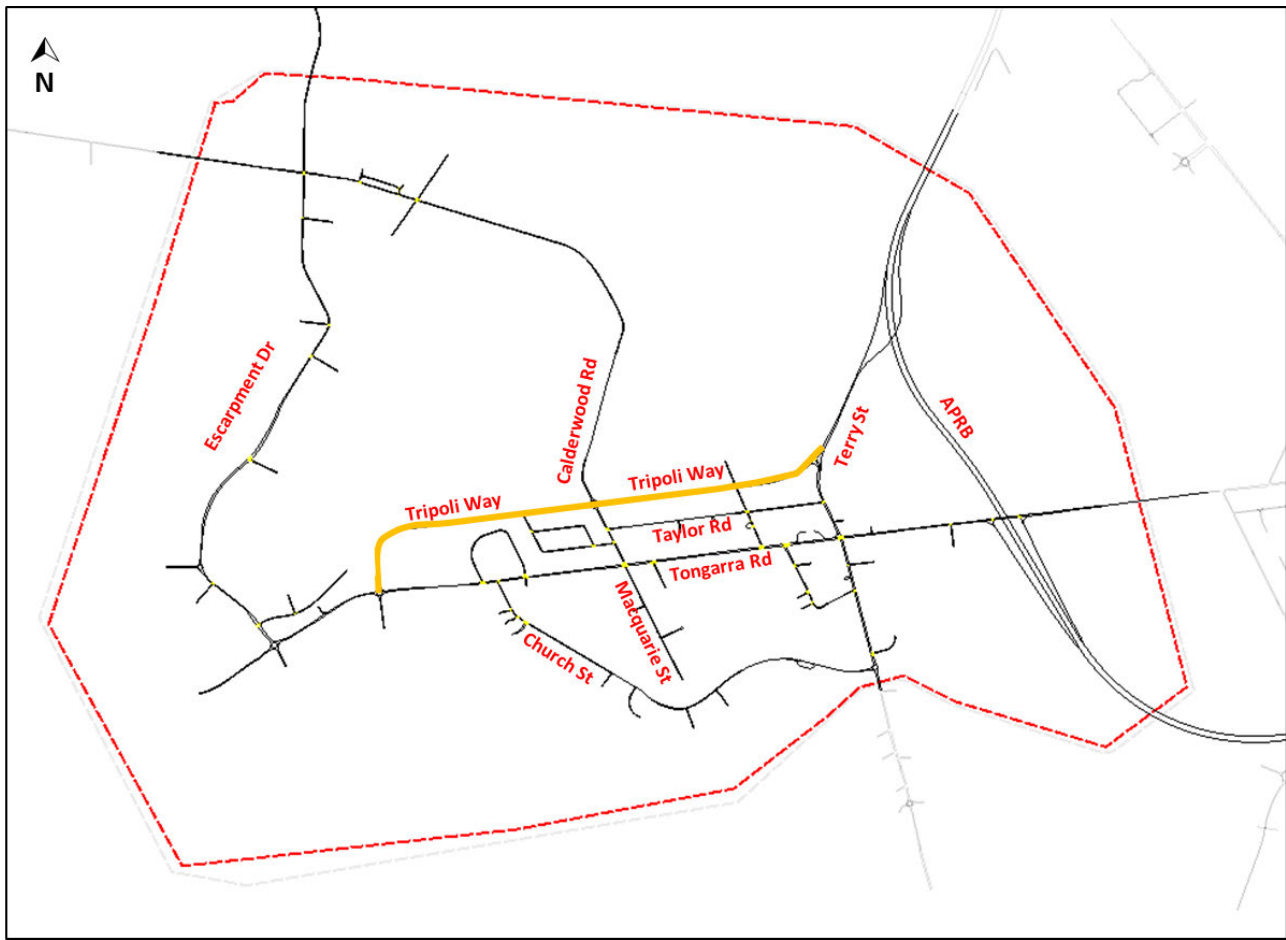 N
Escarpment Dr
Calderwood Rd
APRB
Terry St
Tripoli Way
Tripoli Way
Taylor Rd
Tongarra Rd
Macquarie St
Church St